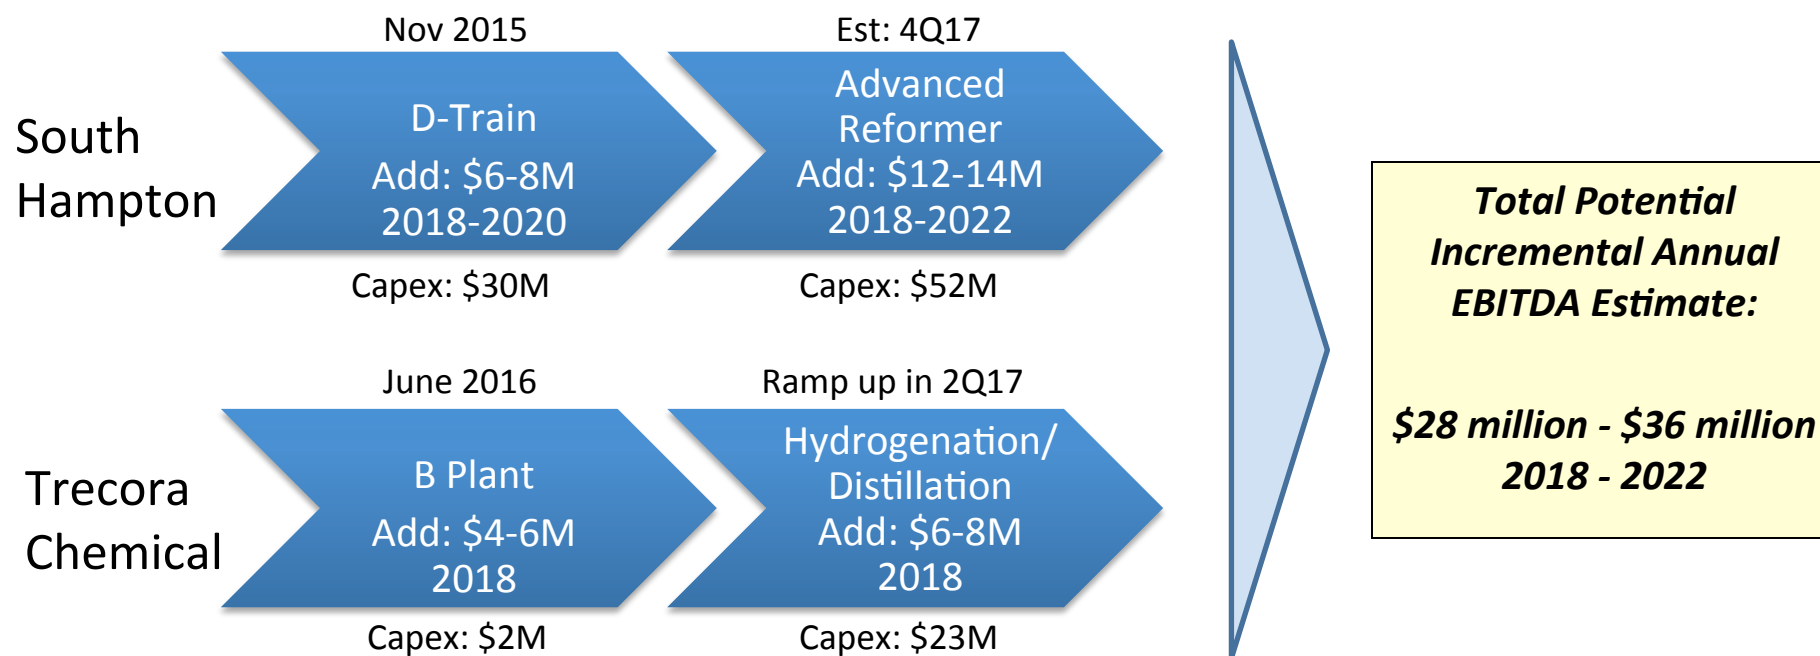 South
Hampton
Nov 2015
D-Train
Add: $6-8M
2018-2020
Capex: $30M
Est: 4Q17
Advanced
Reformer
Add: $12-14M
2018-2022
Capex: $52M
Trecora
Chemical
June 2016
B Plant
Add: $4-6M
2018
Capex: $2M
Ramp up in 2Q17
Hydrogenation/
Distillation
Add: $6-8M
2018
Capex: $23M
Total Potential
Incremental Annual
EBITDA Estimate:
$28 million - $36 million
2018 - 2022